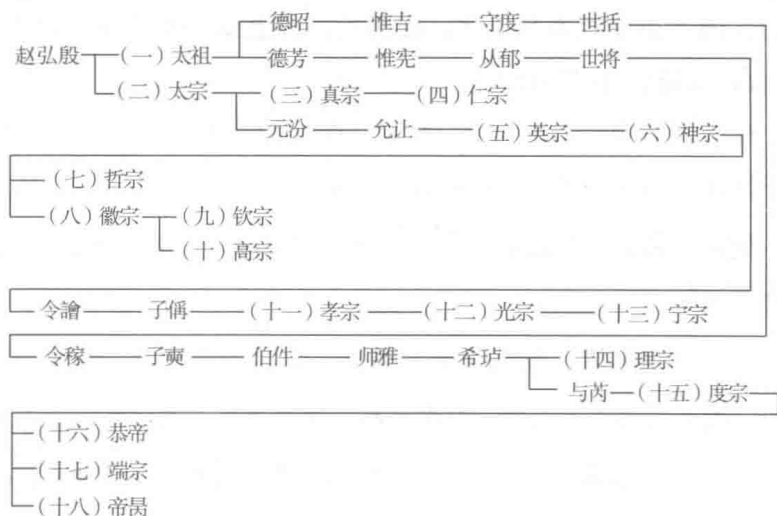 德昭 惟吉 守度 世括
赵弘殷 (一)太祖
德芳 惟宪 从郁 世将
(二)太宗 (三)真宗 (四)仁宗
元汾 允让 (五)英宗 (六)神宗
(七)哲宗
(八)徽宗 (九)钦宗
(十)高宗
令譮 子偁 (十一)孝宗 (十二)光宗 (十三)宁宗
令稼 子奭 伯件 师雅 希玈 (十四)理宗
与芮 (十五)度宗
(十六)恭帝
(十七)端宗
(十八)帝昺